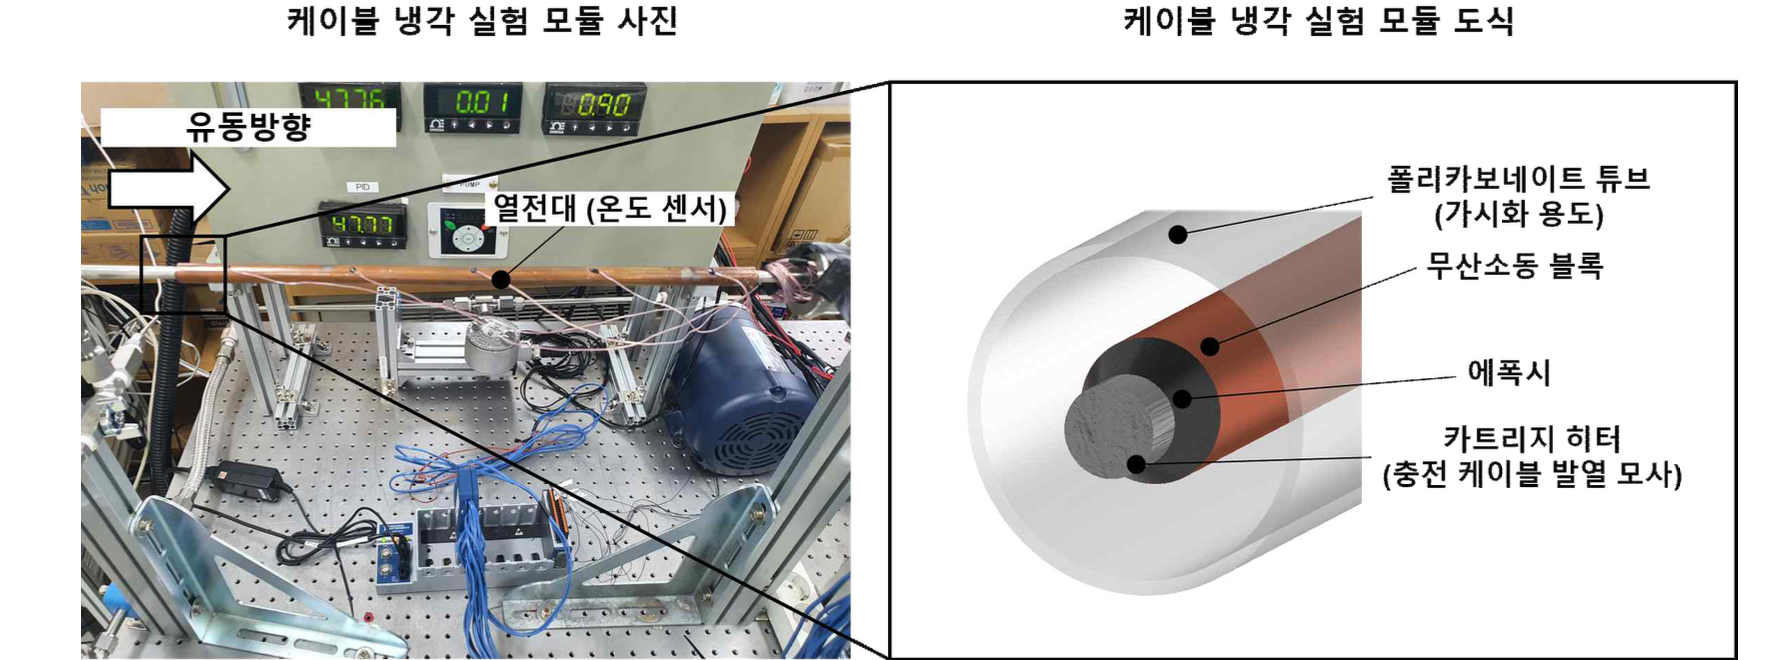 케이블 냉각 실험 모듈 사진
케이블 냉각 실험 모듈 도식
47.76
0.01
0.90
유동방향
PID
PUMP
열전대 (온도 센서)
47.77
폴리카보네이트 튜브
(가시화 용도)
무산소동 블록
에폭시
카트리지 히터
(충전 케이블 발열 모사)